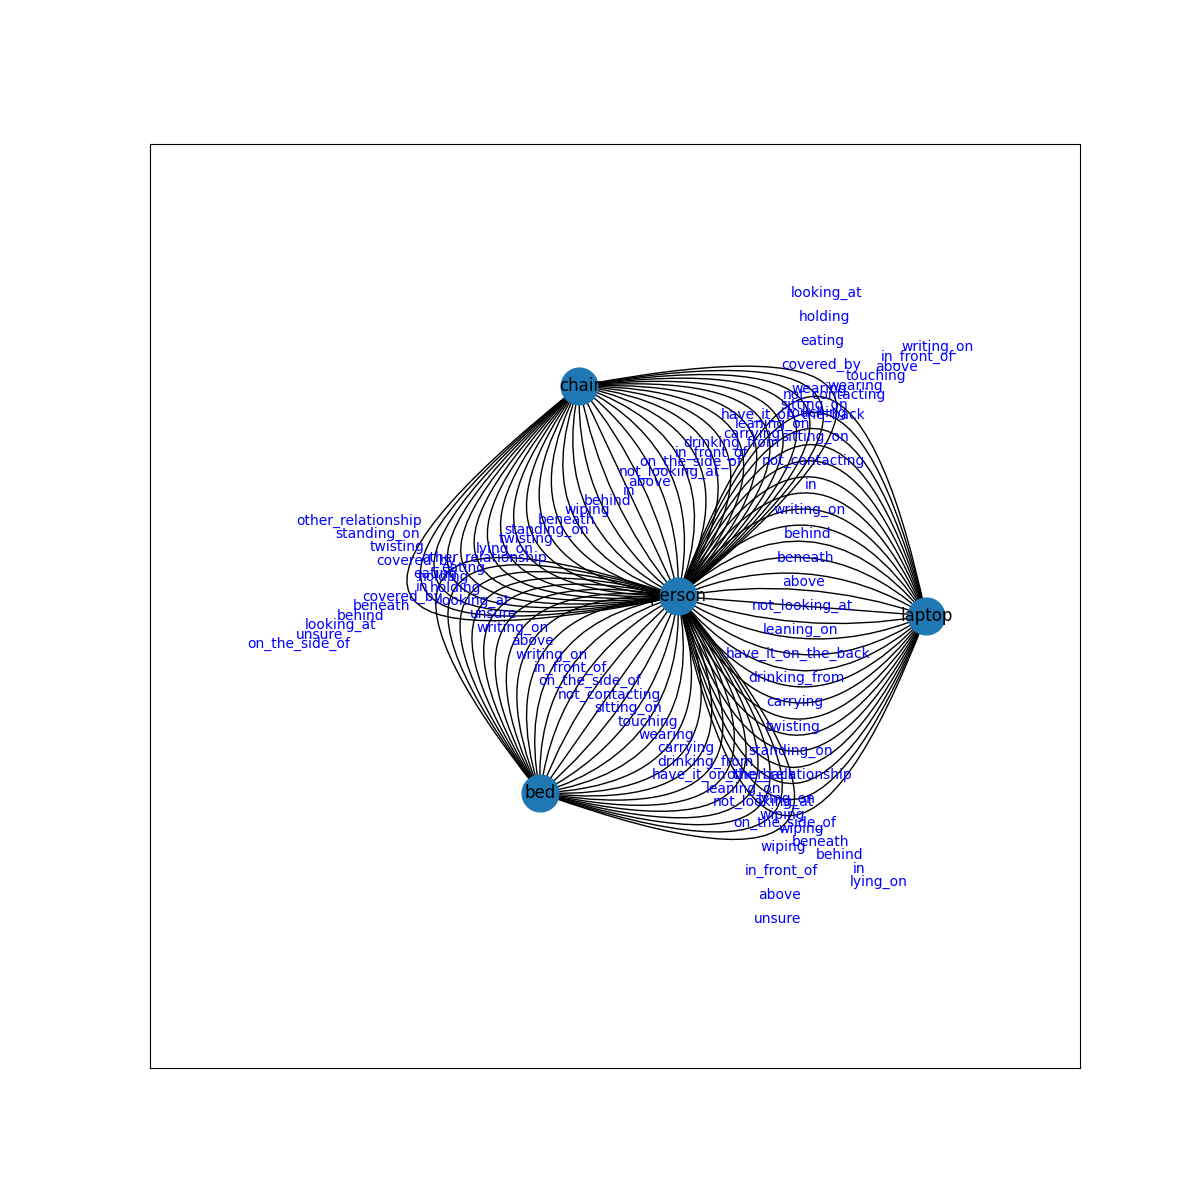 looking_at
holding
eating
writing_on
in_front_of
covered_by
above
touching
wearing
wearing
not_contacting
sitting_on
have_it_on_the_back
leaning_on
carrying
sitting_on
drinking_from
in_front_of
on_the_side_of
not_contacting
not_looking_at
above
in
in
behind
wiping
writing_on
beneath
standing_on
behind
twisting
lying_on
beneath
other_relationship
standing_on
twisting
covered_by
other_relationship
eating
holding
holding
in
above
covered_by
looking_at
beneath
not_looking_at
behind
unsure
looking_at
writing_on
leaning_on
unsure
above
on_the_side_of
writing_on
have_it_on_the_back
in_front_of
on_the_side_of
drinking_from
not_contacting
carrying
sitting_on
touching
twisting
wearing
carrying
standing_on
drinking_from
have_it_on_the_back
other_relationship
leaning_on
lying_on
not_looking_at
wiping
on_the_side_of
wiping
beneath
wiping
behind
in_front_of
in
lying_on
above
unsure
chair
person
laptop
bed